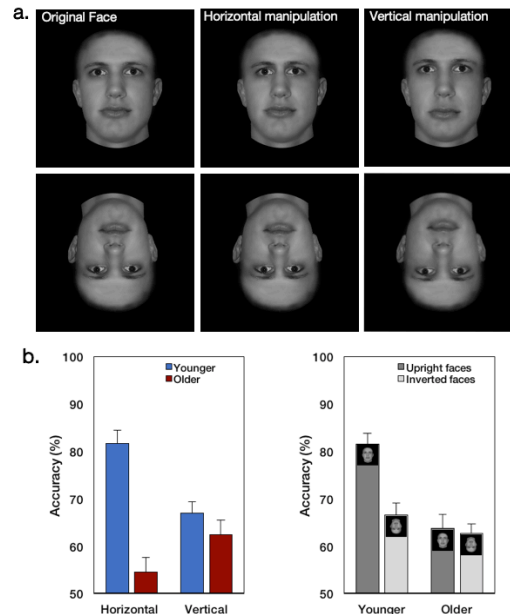 a.
Original Face
Horizontal manipulation
Vertical manipulation
b.
100
90
80
70
60
50
Accuracy (%)
Younger
Older
Horizontal
Vertical
100
90
80
70
60
50
Accuracy (%)
Upright faces
Inverted faces
Younger
Older